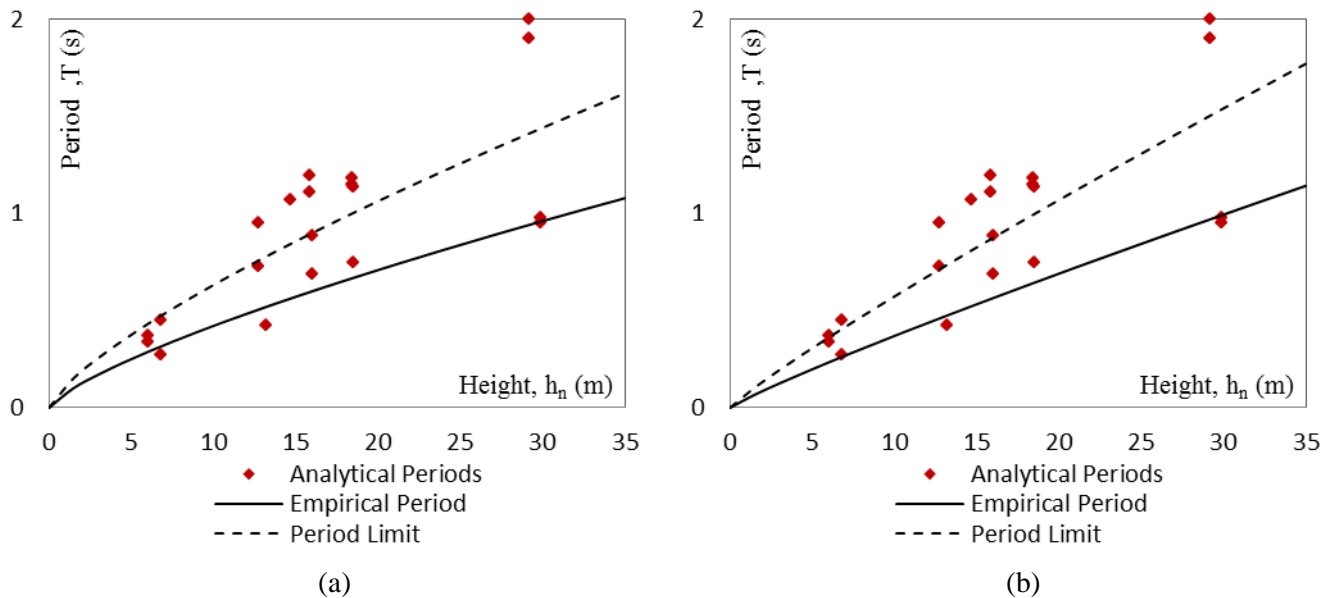 2
1
0
Period ,T (s)
Height, hₙ (m)
0 5 10 15 20 25 30 35
Analytical Periods
Empirical Period
Period Limit
(a)
2
1
0
Period ,T (s)
Height, hₙ (m)
0 5 10 15 20 25 30 35
Analytical Periods
Empirical Period
Period Limit
(b)